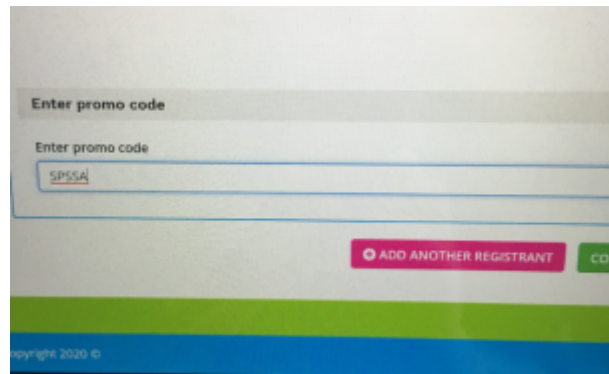 Enter promo code
Enter promo code
SPSSA
ADD ANOTHER REGISTRANT
CO
opyright 2020 ©